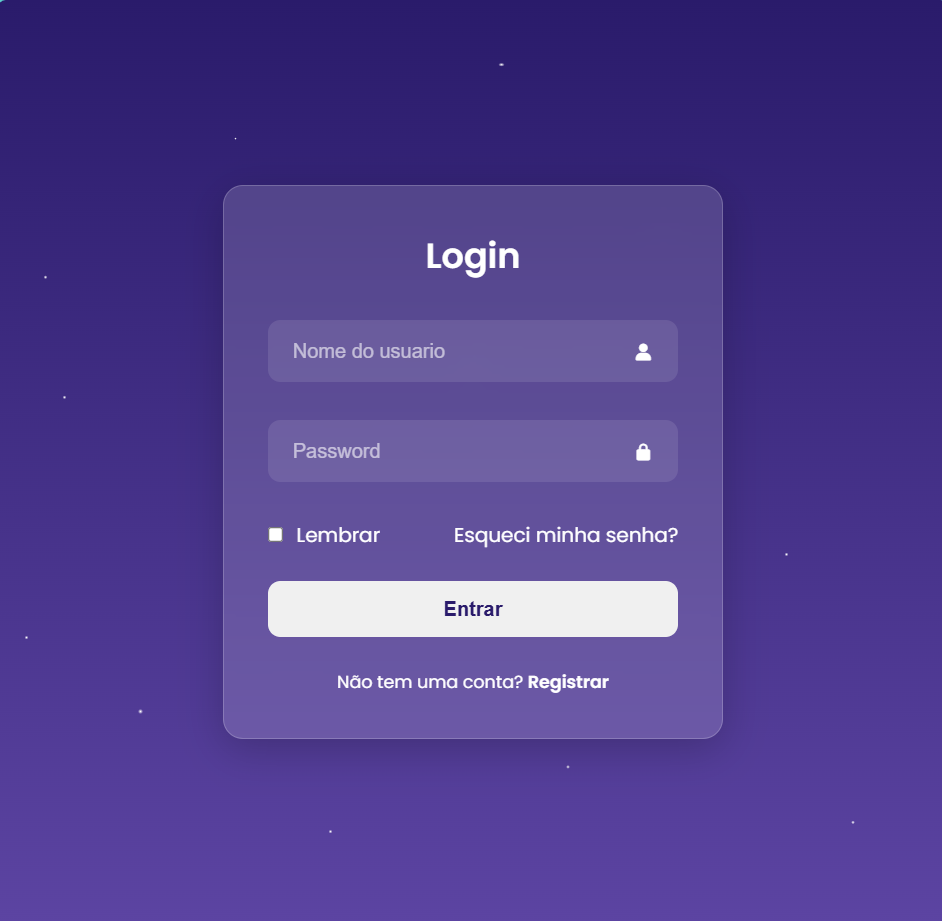 Login
Nome do usuario
Password
Lembrar
Esqueci minha senha?
Entrar
Não tem uma conta? Registrar